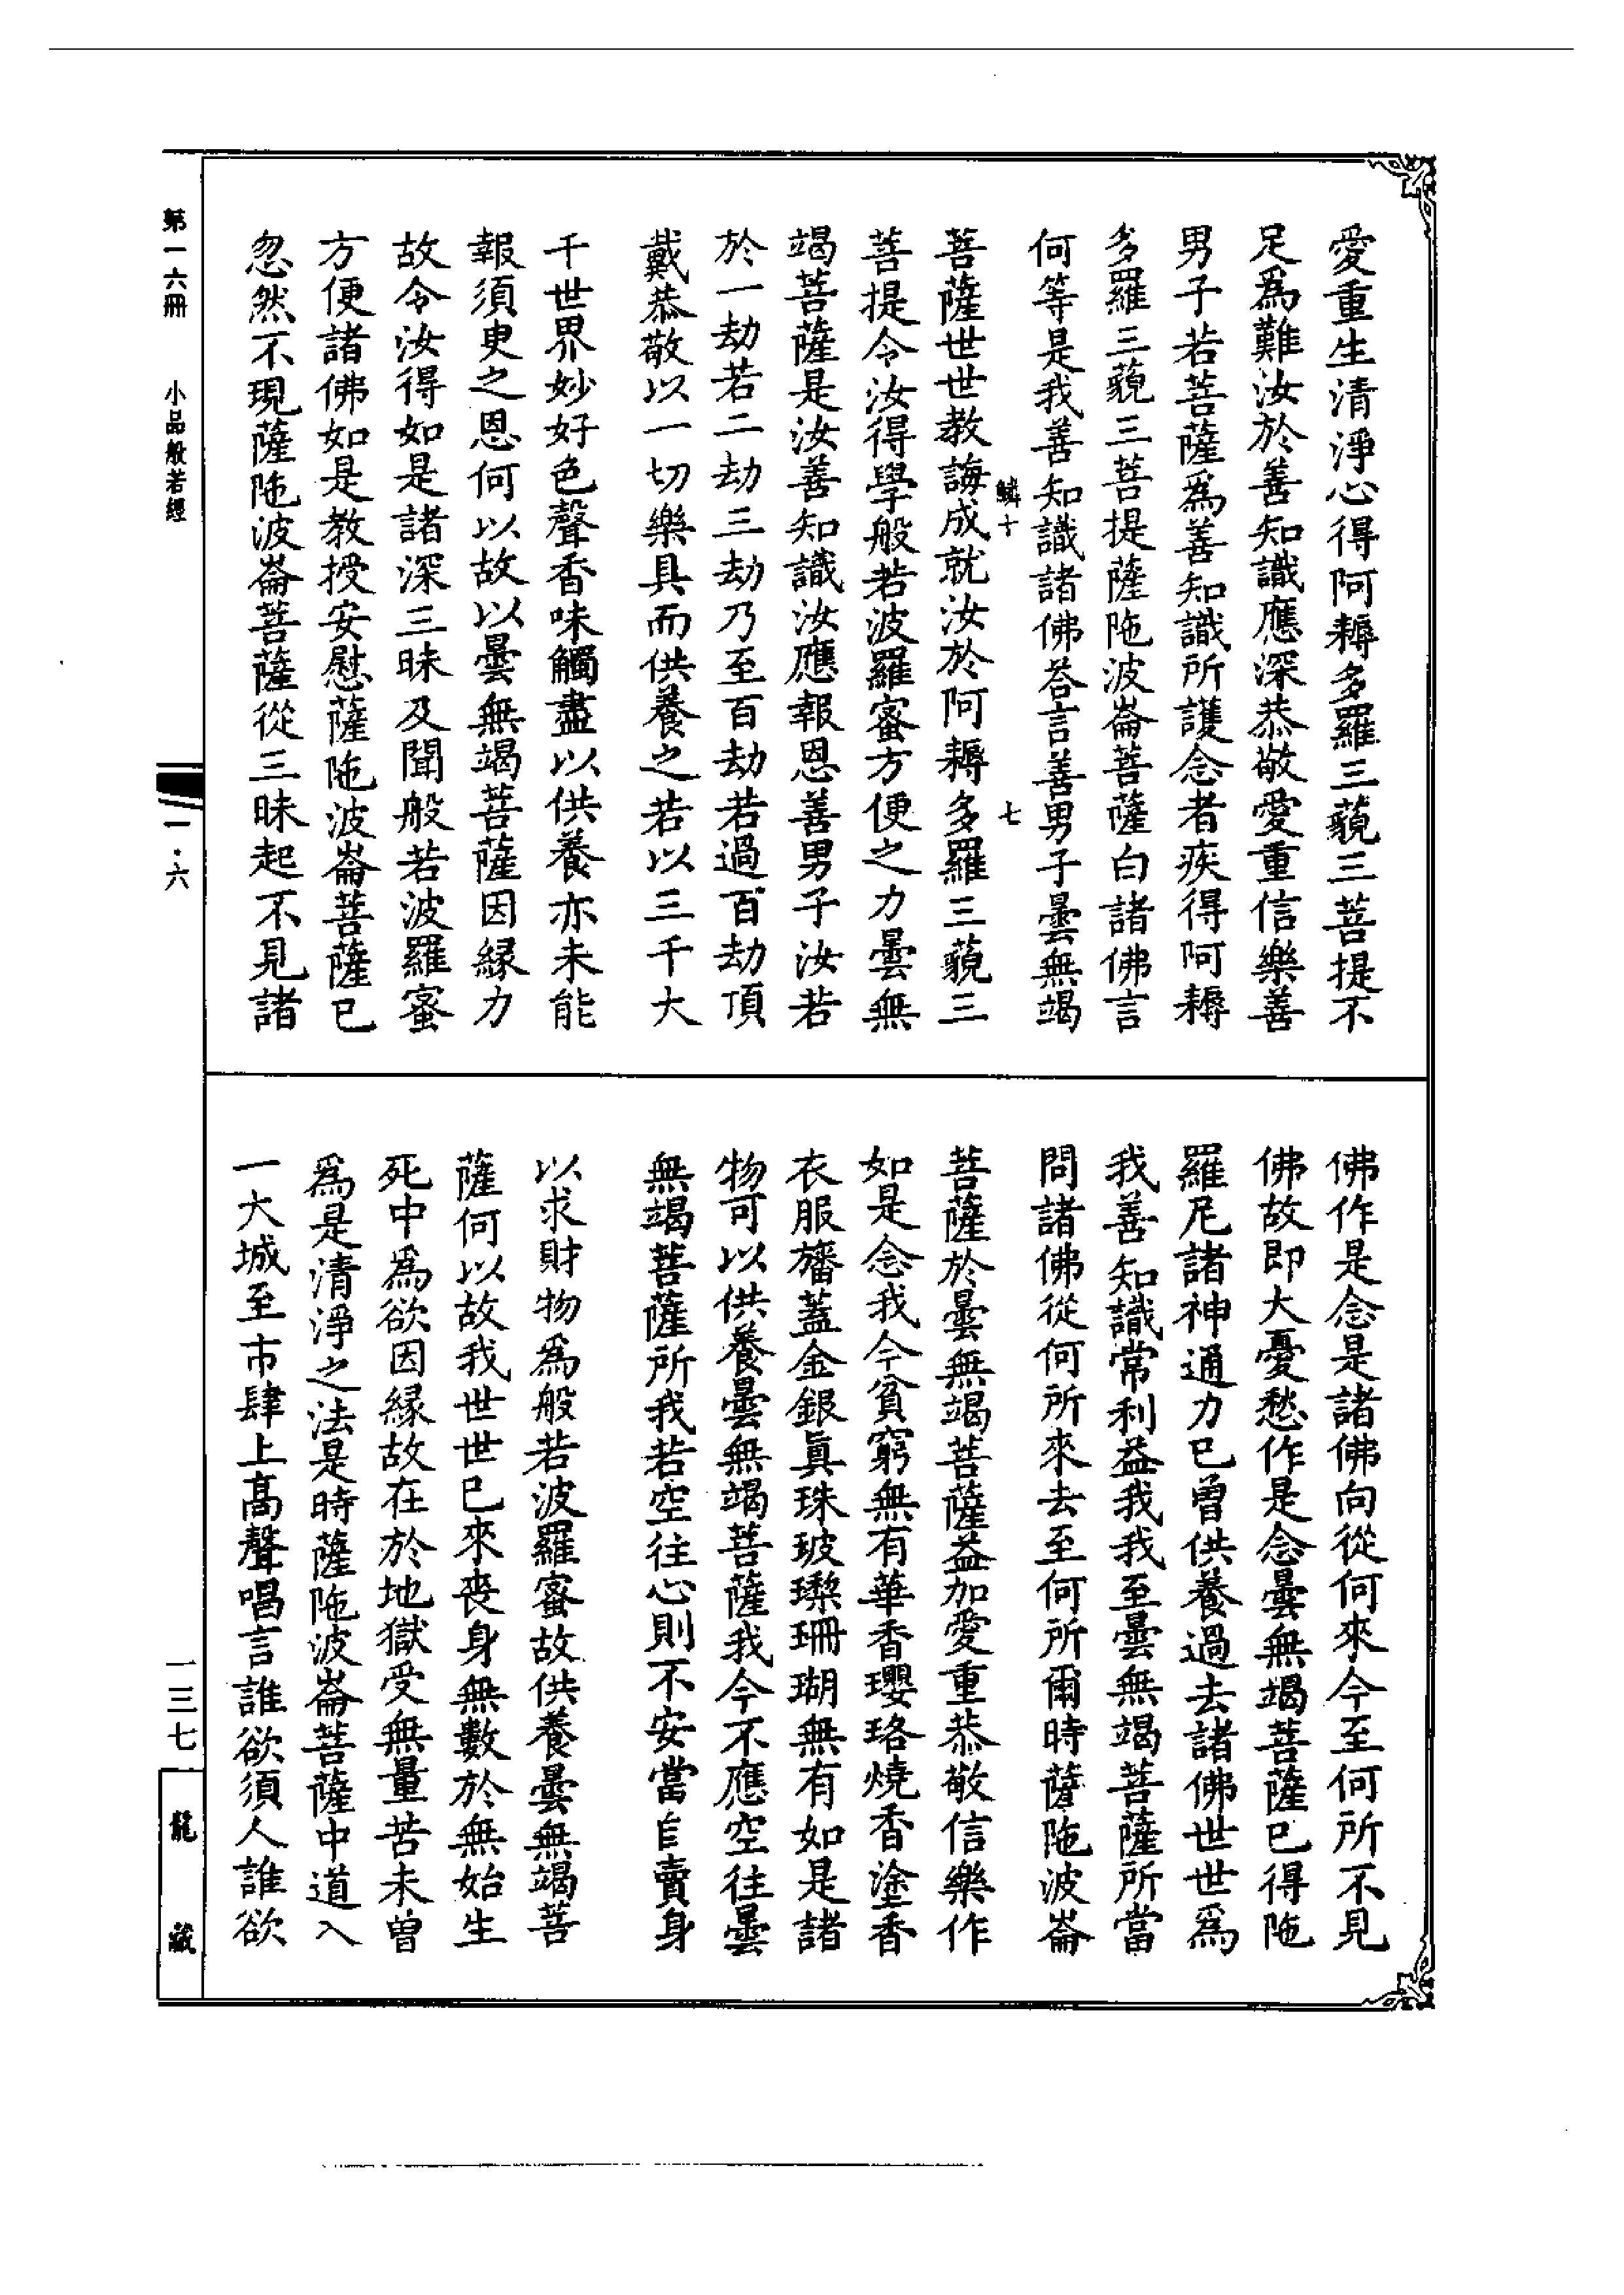 愛重生清淨心得阿耨多羅三藐三菩提不
足爲難汝於善知識應深恭敬愛重信樂善
男子若菩薩爲善知識所護念者疾得阿耨
多羅三藐三菩提薩陁波崙菩薩白諸佛言
何等是我善知識諸佛荅言善男子曇無竭
鱗十 七
菩薩世世教誨成就汝於阿耨多羅三藐三
菩提令汝得學般若波羅蜜方便之力曇無
竭菩薩是汝善知識汝應報恩善男子汝若
於一劫若二劫三劫乃至百劫若過百劫頂
戴恭敬以一切樂具而供養之若以三千大
千世界妙好色聲香味觸盡以供養亦未能
報須臾之恩何以故以曇無竭菩薩因緣力
故令汝得如是諸深三昧及聞般若波羅蜜
方便諸佛如是教授安慰薩陁波崙菩薩已
忽然不現薩陁波崙菩薩從三昧起不見諸
佛作是念是諸佛向從何來今至何所不見
佛故即大憂愁作是念曇無竭菩薩已得陁
羅尼諸神通力已曾供養過去諸佛世世爲
我善知識常利益我我至曇無竭菩薩所當
問諸佛從何所來去至何所爾時薩陁波崙
菩薩於曇無竭菩薩益加愛重恭敬信樂作
如是念我今貧窮無有華香瓔珞燒香塗香
衣服旛蓋金銀眞珠玻瓈珊瑚無有如是諸
物可以供養曇無竭菩薩我今不應空往曇
無竭菩薩所我若空往心則不安當自賣身
以求財物爲般若波羅蜜故供養曇無竭菩
薩何以故我世世已來喪身無數於無始生
死中爲欲因緣故在於地獄受無量苦未曾
爲是清淨之法是時薩陁波崙菩薩中道入
一大城至市肆上高聲唱言誰欲須人誰欲
第一六冊 小品般若經
一·六
一三七
龍藏